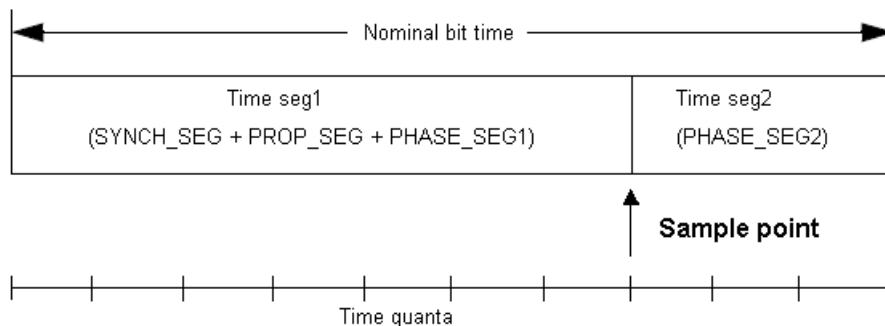 Nominal bit time
Time seg1
(SYNCH_SEG + PROP_SEG + PHASE_SEG1)
Time seg2
(PHASE_SEG2)
Sample point
Time quanta